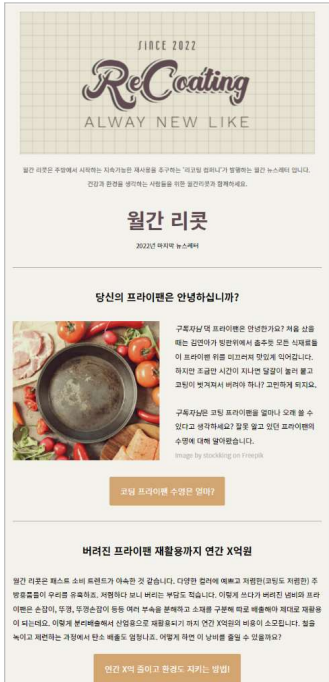 SINCE 2022
ReCoating
ALWAY NEW LIKE
월간 리콧은 주방에서 시작하는 지속가능한 재사용을 추구하는 '리코팅 컴퍼니'가 발행하는 월간 뉴스레터 입니다.
건강과 환경을 생각하는 사람들을 위한 월간리콧과 함께하세요.
월간 리콧
2022년 마지막 뉴스레터
당신의 프라이팬은 안녕하십니까?
구독자님 댁 프라이팬은 안녕한가요? 처음 샀을
때는 김연아가 빙판위에서 춤추듯 모든 식재료들
이 프라이팬 위를 미끄러져 맛있게 익어갑니다.
하지만 조금만 시간이 지나면 달걀이 눌러 붙고
코팅이 벗겨져서 버려야 하나? 고민하게 되지요.
구독자님은 코팅 프라이팬을 얼마나 오래 쓸 수
있다고 생각하세요? 잘못 알고 있던 프라이팬의
수명에 대해 알아봤습니다.
Image by stockking on Freepik
코팅 프라이팬 수명은 얼마?
버려진 프라이팬 재활용까지 연간 X억원
월간 리콧은 패스트 소비 트렌드가 야속한 것 같습니다. 다양한 컬러에 예쁘고 저렴한(코팅도 저렴한) 주
방용품들이 우리를 유혹하죠. 저렴하다 보니 버리는 부담도 적습니다. 이렇게 쓰다가 버려진 냄비와 프라
이팬은 손잡이, 뚜껑, 뚜껑손잡이 등등 여러 부속을 분해하고 소재를 구분해 따로 배출해야 제대로 재활용
이 되는데요. 이렇게 분리배출해서 산업용으로 재활용되기 까지 연간 X억원의 비용이 소모됩니다. 철을
녹이고 제련하는 과정에서 탄소 배출도 엄청나죠. 어떻게 하면 이 낭비를 줄일 수 있을까요?
연간 X억 줄이고 환경도 지키는 방법!